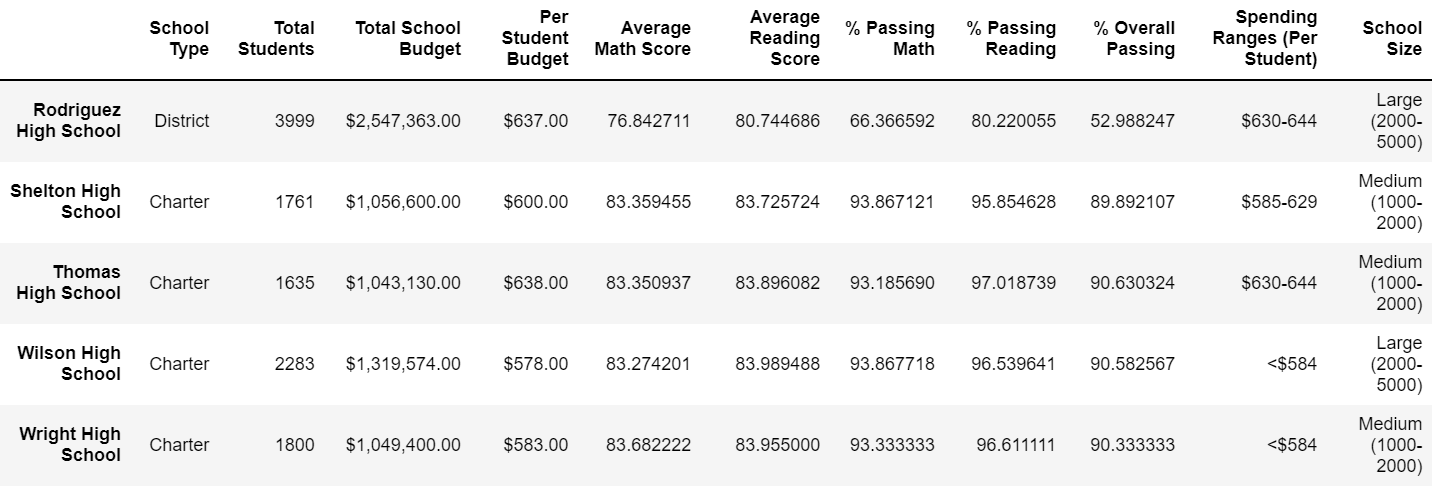 School Type Total Students Total School Budget Per Student Budget Average Math Score Average Reading Score % Passing Math % Passing Reading % Overall Passing Spending Ranges (Per Student) School Size
Rodriguez High School District 3999 $2,547,363.00 $637.00 76.842711 80.744686 66.366592 80.220055 52.988247 $630-644 Large (2000-5000)
Shelton High School Charter 1761 $1,056,600.00 $600.00 83.359455 83.725724 93.867121 95.854628 89.892107 $585-629 Medium (1000-2000)
Thomas High School Charter 1635 $1,043,130.00 $638.00 83.350937 83.896082 93.185690 97.018739 90.630324 $630-644 Medium (1000-2000)
Wilson High School Charter 2283 $1,319,574.00 $578.00 83.274201 83.989488 93.867718 96.539641 90.582567 <$584 Large (2000-5000)
Wright High School Charter 1800 $1,049,400.00 $583.00 83.682222 83.955000 93.333333 96.611111 90.333333 <$584 Medium (1000-2000)